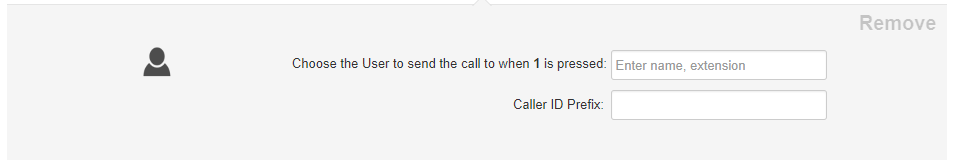 Remove
Choose the User to send the call to when 1 is pressed: Enter name, extension
Caller ID Prefix: